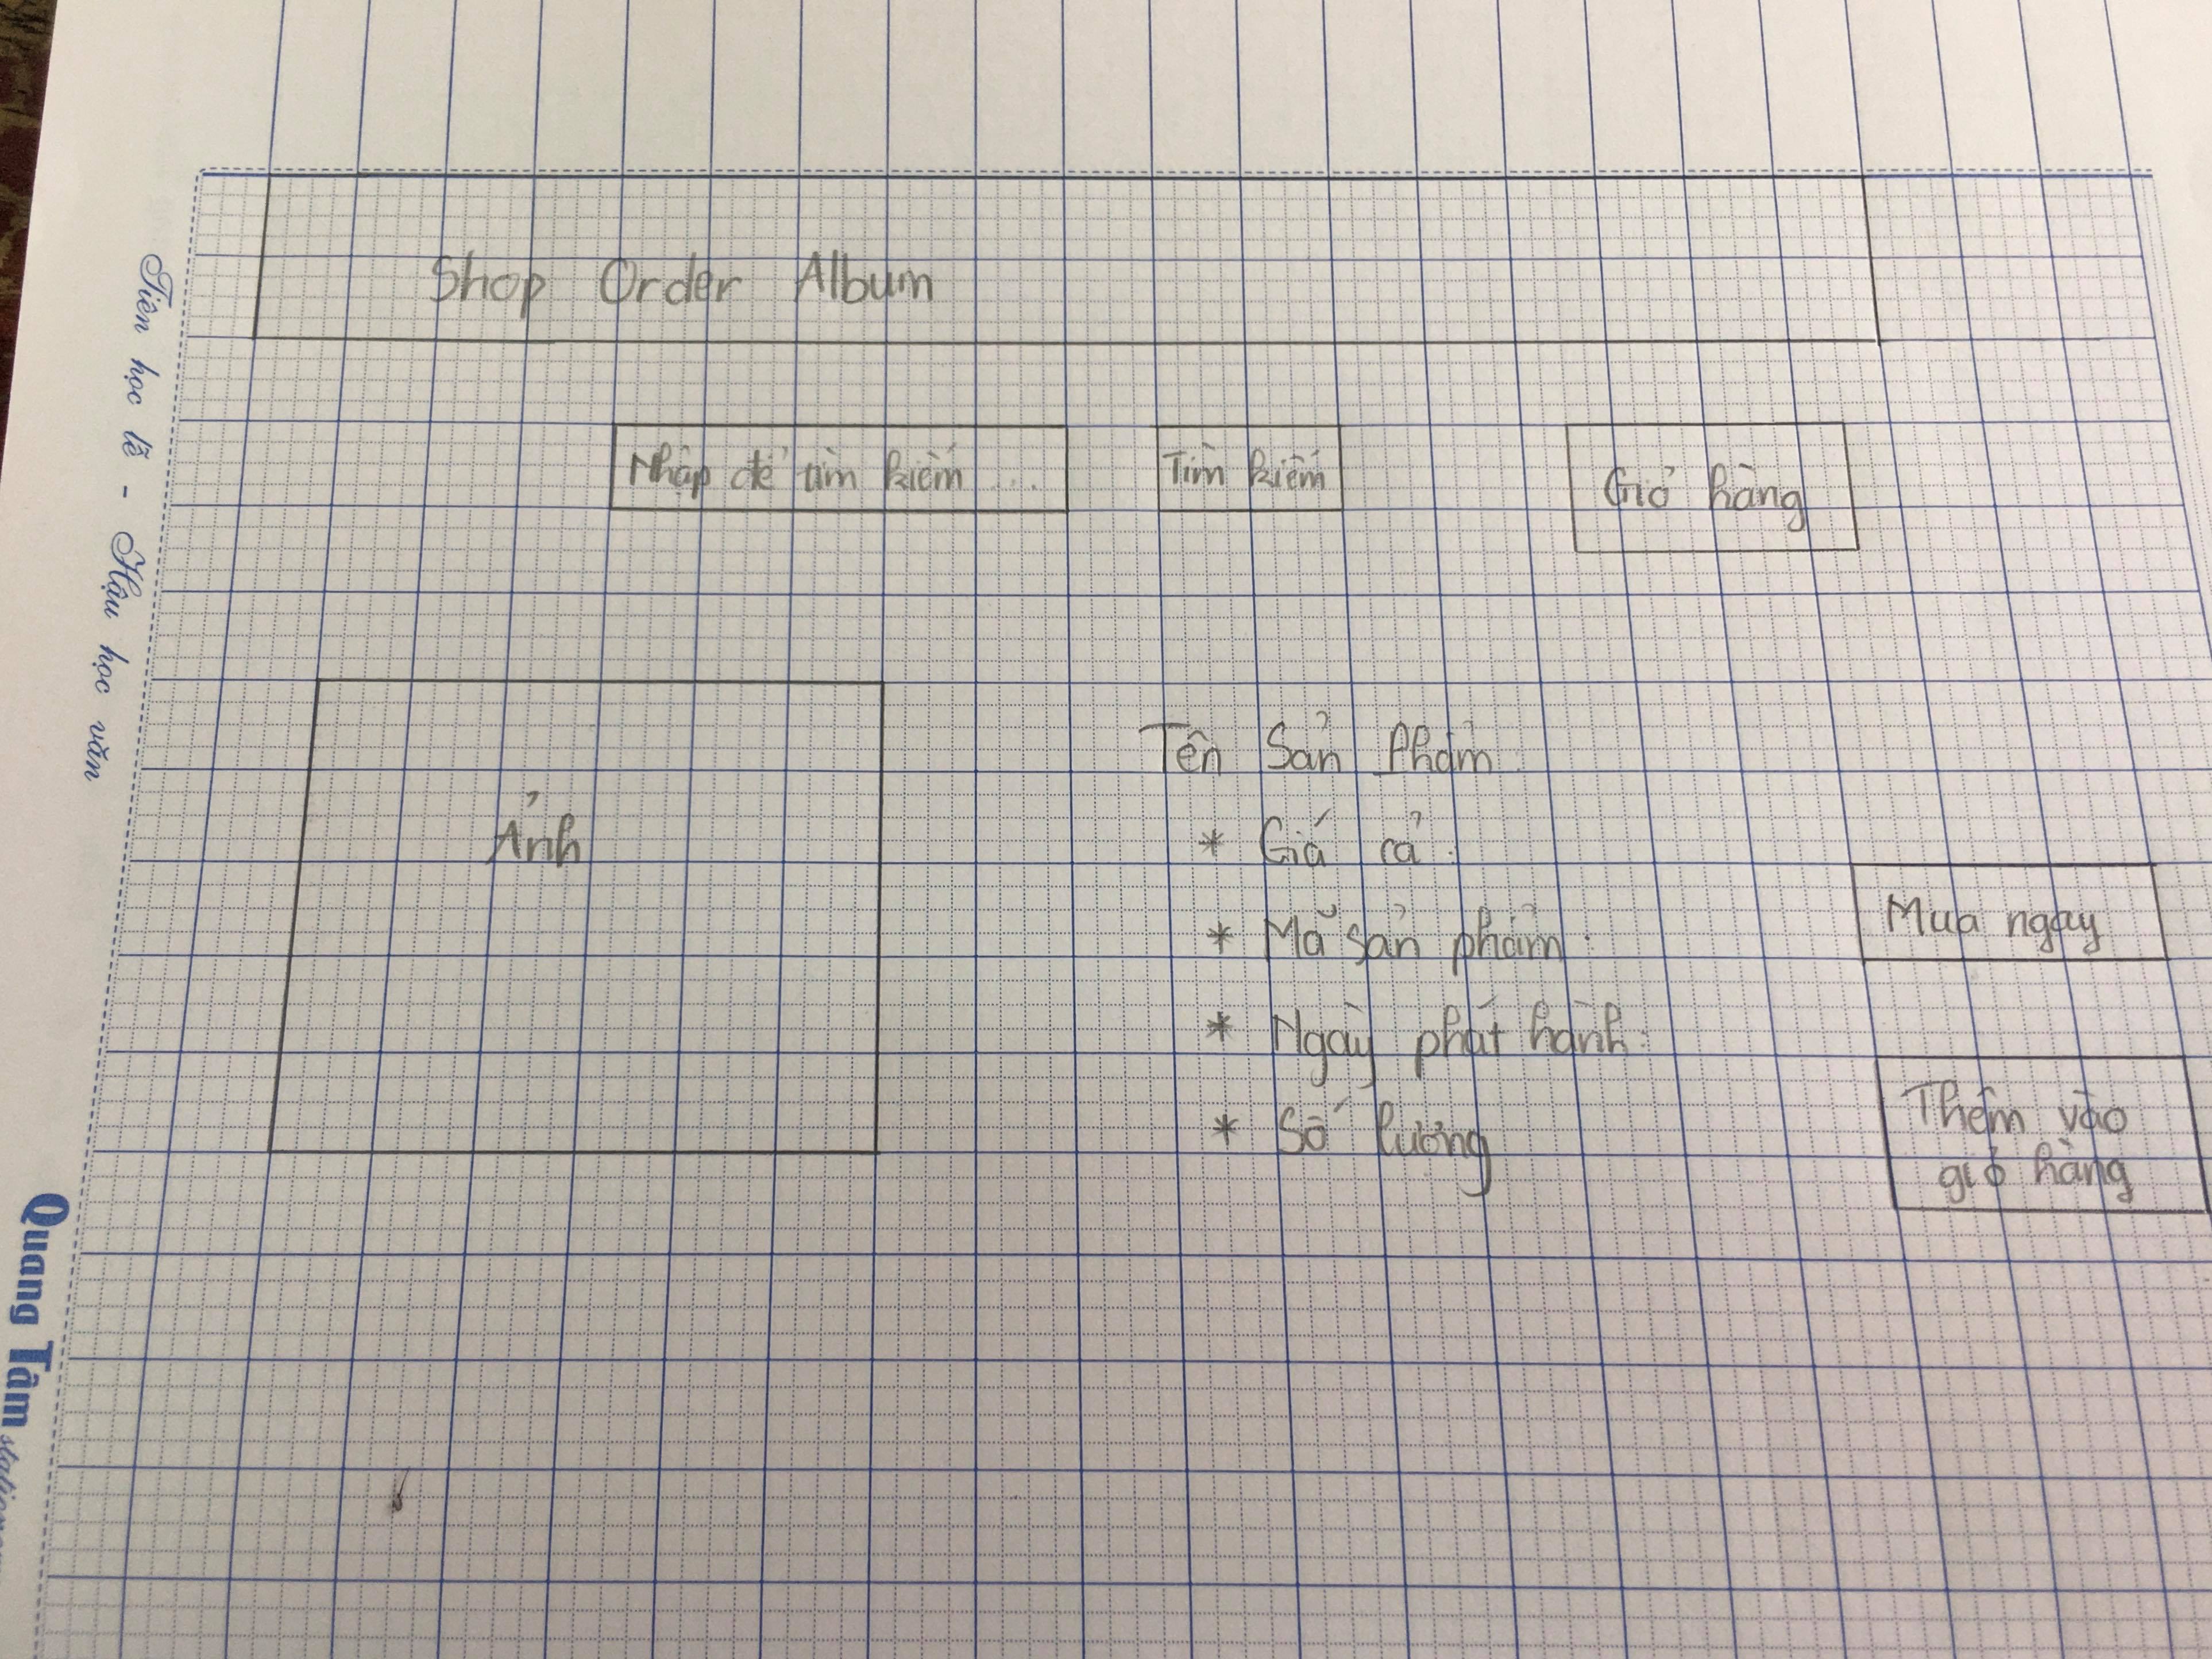 Shop Order Album
Nhập để tìm kiếm ...
Tìm kiếm
Giỏ hàng
Ảnh
Tên Sản Phẩm
* Giá cả :
* Mã sản phẩm :
* Ngày phát hành :
* Số lượng
Mua ngay
Thêm vào
giỏ hàng
Tiên học lễ - Hậu học văn
Quang Tâm